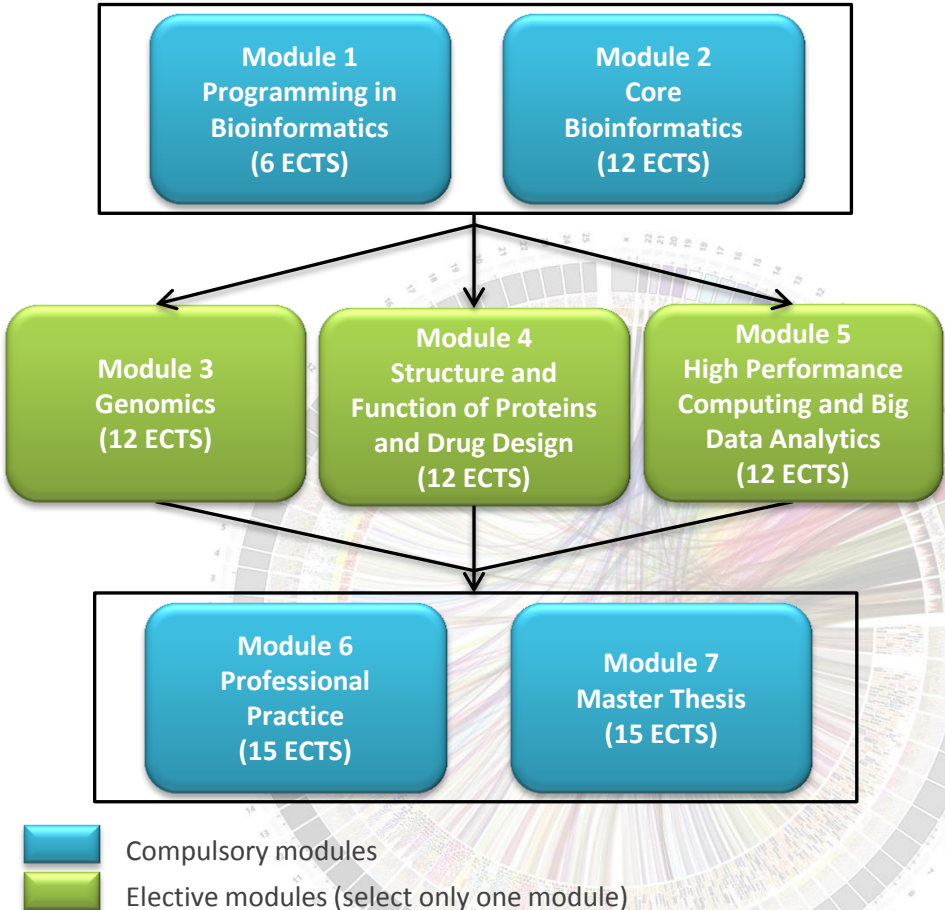 Module 1
Programming in
Bioinformatics
(6 ECTS)
Module 2
Core
Bioinformatics
(12 ECTS)
Module 3
Genomics
(12 ECTS)
Module 4
Structure and
Function of Proteins
and Drug Design
(12 ECTS)
Module 5
High Performance
Computing and Big
Data Analytics
(12 ECTS)
Module 6
Professional
Practice
(15 ECTS)
Module 7
Master Thesis
(15 ECTS)
Compulsory modules
Elective modules (select only one module)